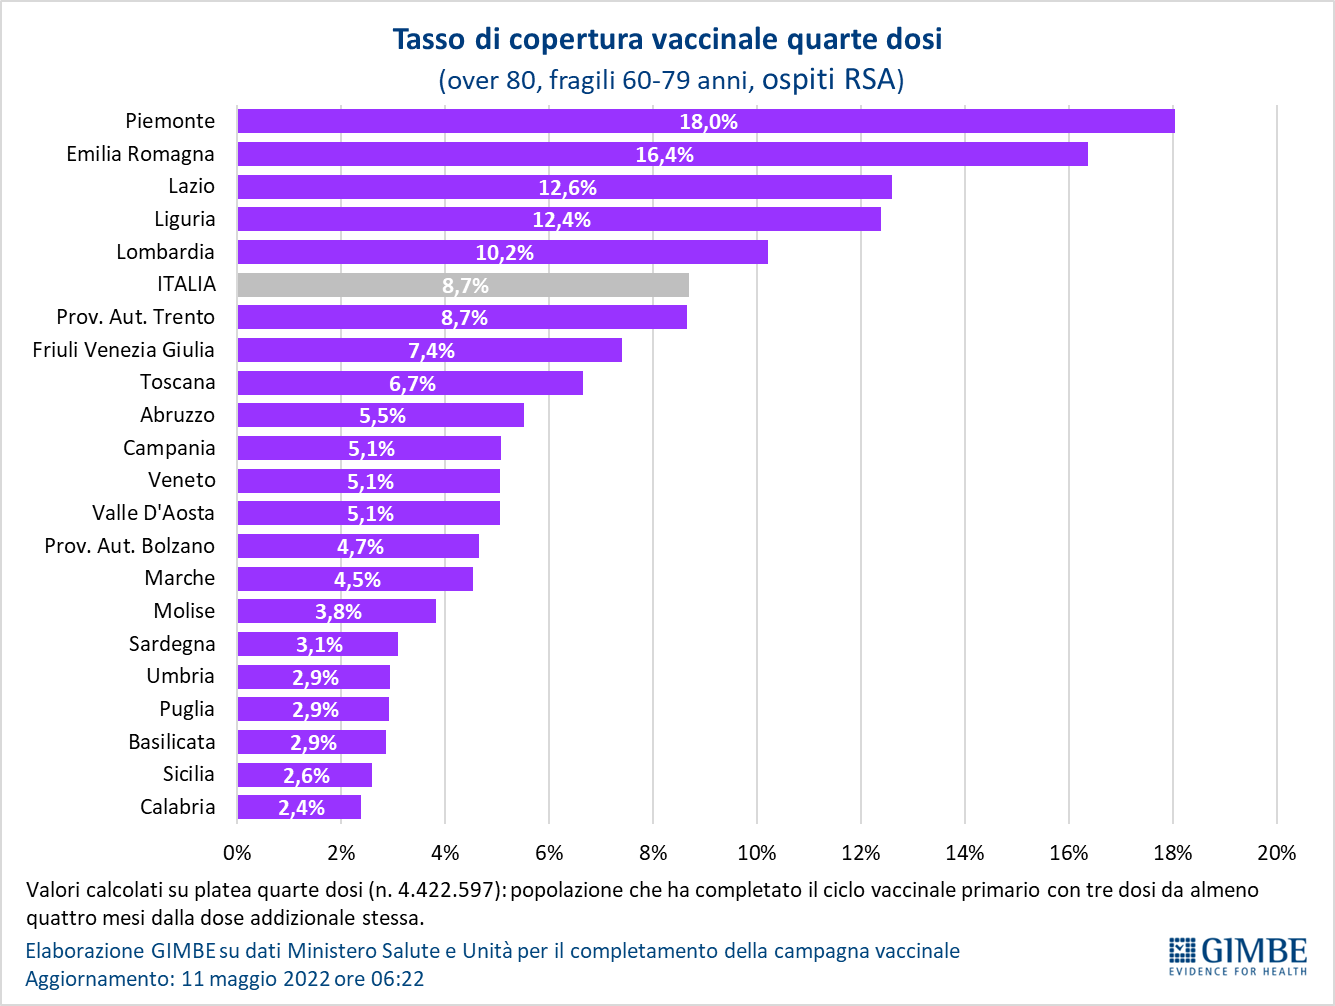 Tasso di copertura vaccinale quarte dosi
(over 80, fragili 60-79 anni, ospiti RSA)
Piemonte 18,0%
Emilia Romagna 16,4%
Lazio 12,6%
Liguria 12,4%
Lombardia 10,2%
ITALIA 8,7%
Prov. Aut. Trento 8,7%
Friuli Venezia Giulia 7,4%
Toscana 6,7%
Abruzzo 5,5%
Campania 5,1%
Veneto 5,1%
Valle D'Aosta 5,1%
Prov. Aut. Bolzano 4,7%
Marche 4,5%
Molise 3,8%
Sardegna 3,1%
Umbria 2,9%
Puglia 2,9%
Basilicata 2,9%
Sicilia 2,6%
Calabria 2,4%
0% 2% 4% 6% 8% 10% 12% 14% 16% 18% 20%
Valori calcolati su platea quarte dosi (n. 4.422.597): popolazione che ha completato il ciclo vaccinale primario con tre dosi da almeno
quattro mesi dalla dose addizionale stessa.
Elaborazione GIMBE su dati Ministero Salute e Unità per il completamento della campagna vaccinale
Aggiornamento: 11 maggio 2022 ore 06:22
GIMBE
EVIDENCE FOR HEALTH